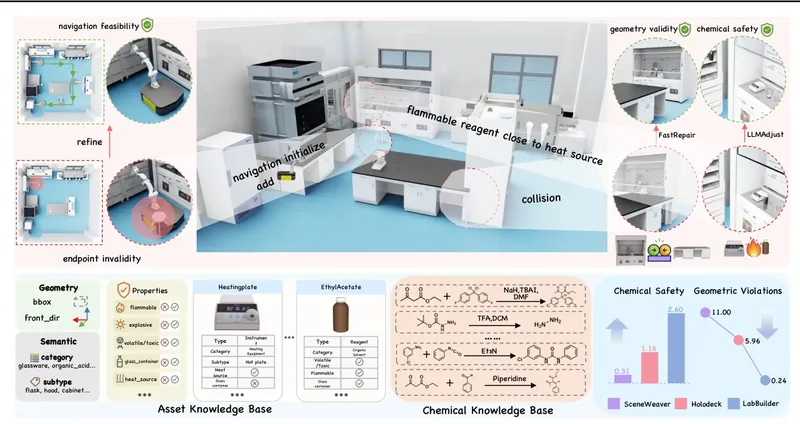 navigation feasibility
refine
endpoint invalidity
navigation initialize
add
flammable reagent close to heat source
collision
geometry validity
chemical safety
FastRepair
LLMAdjust
Geometry
bbox
front_dir
Semantic
category
glassware, organic_acid...
subtype
flask, hood, cabinet...
Properties
flammable
explosive
volatile/toxic
glass_container
heat_source
...
Heatingplate
Type
Instrument
Category
Heating Equipment
Subtype
Hot plate
Heat source
Glass container
...
EthylAcetate
Type
Reagent
Category
Organic Solvent
Volatile /Toxic
Flammable
Glass container
...
Asset Knowledge Base
NaH,TBAI,
DMF
TFA,DCM
......
Et₃N
Piperidine
Chemical Knowledge Base
Chemical Safety
0.31
1.16
2.60
Geometric Violations
11.00
5.96
0.24
SceneWeaver
Holodeck
LabBuilder